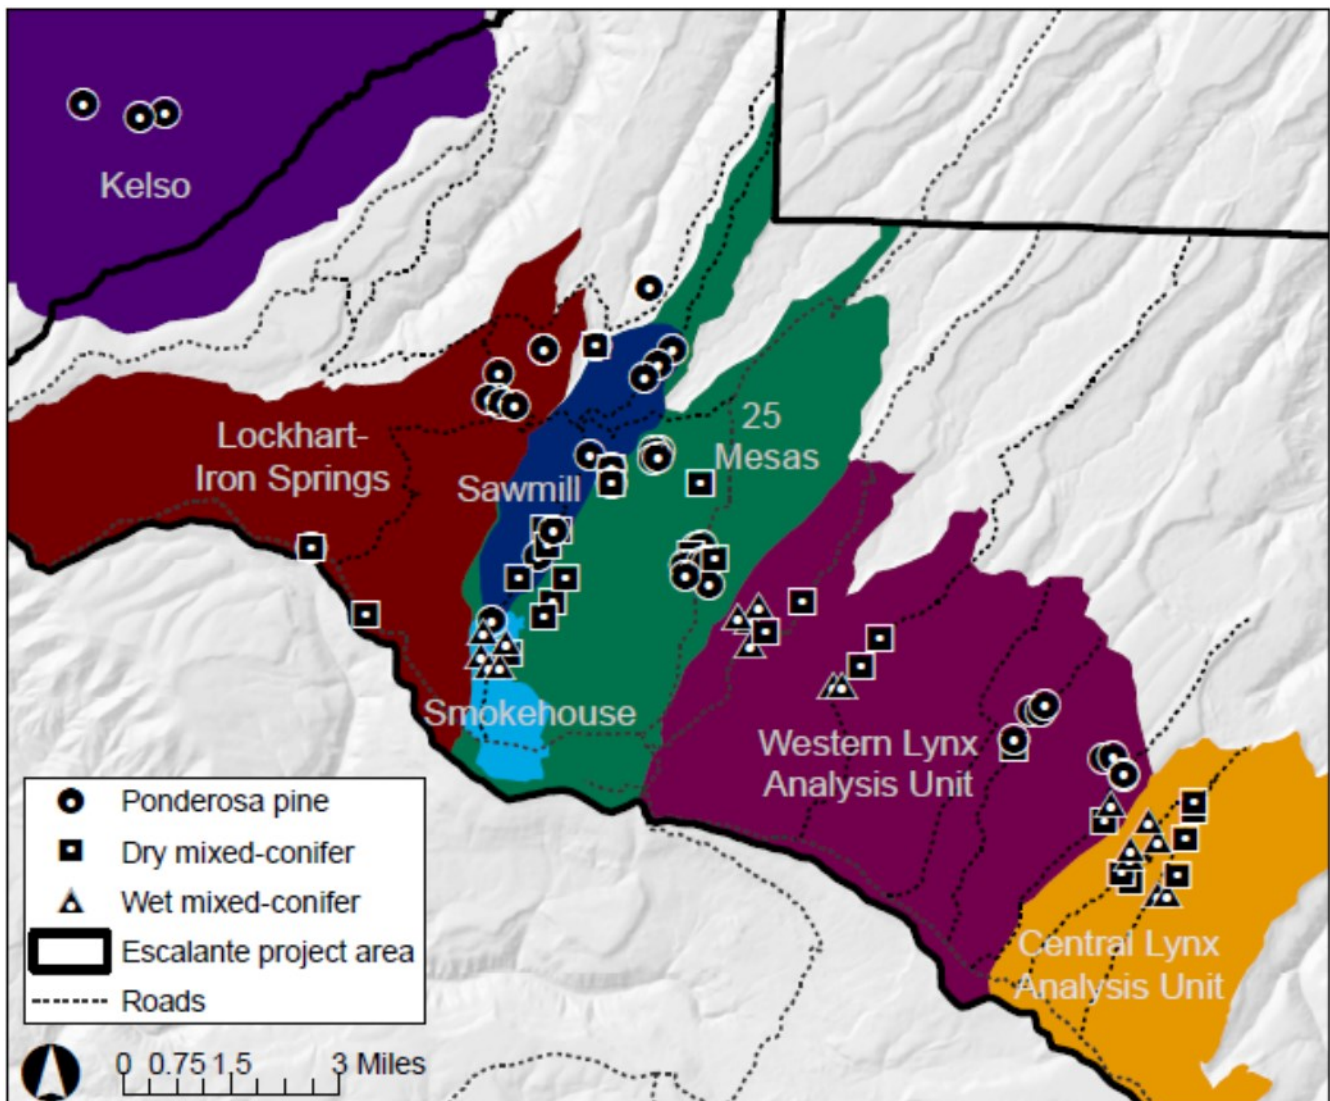 Kelso
Lockhart-
Iron Springs
25
Mesas
Sawmill
Smokehouse
Western Lynx
Analysis Unit
Central Lynx
Analysis Unit
Ponderosa pine
Dry mixed-conifer
Wet mixed-conifer
Escalante project area
Roads
0 0.75 1.5 3 Miles